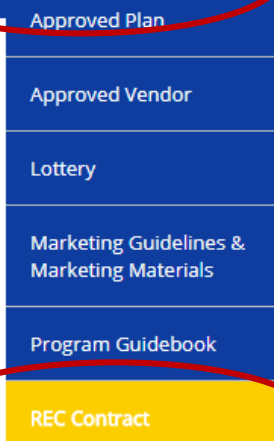 Approved Plan
Approved Vendor
Lottery
Marketing Guidelines &
Marketing Materials
Program Guidebook
REC Contract